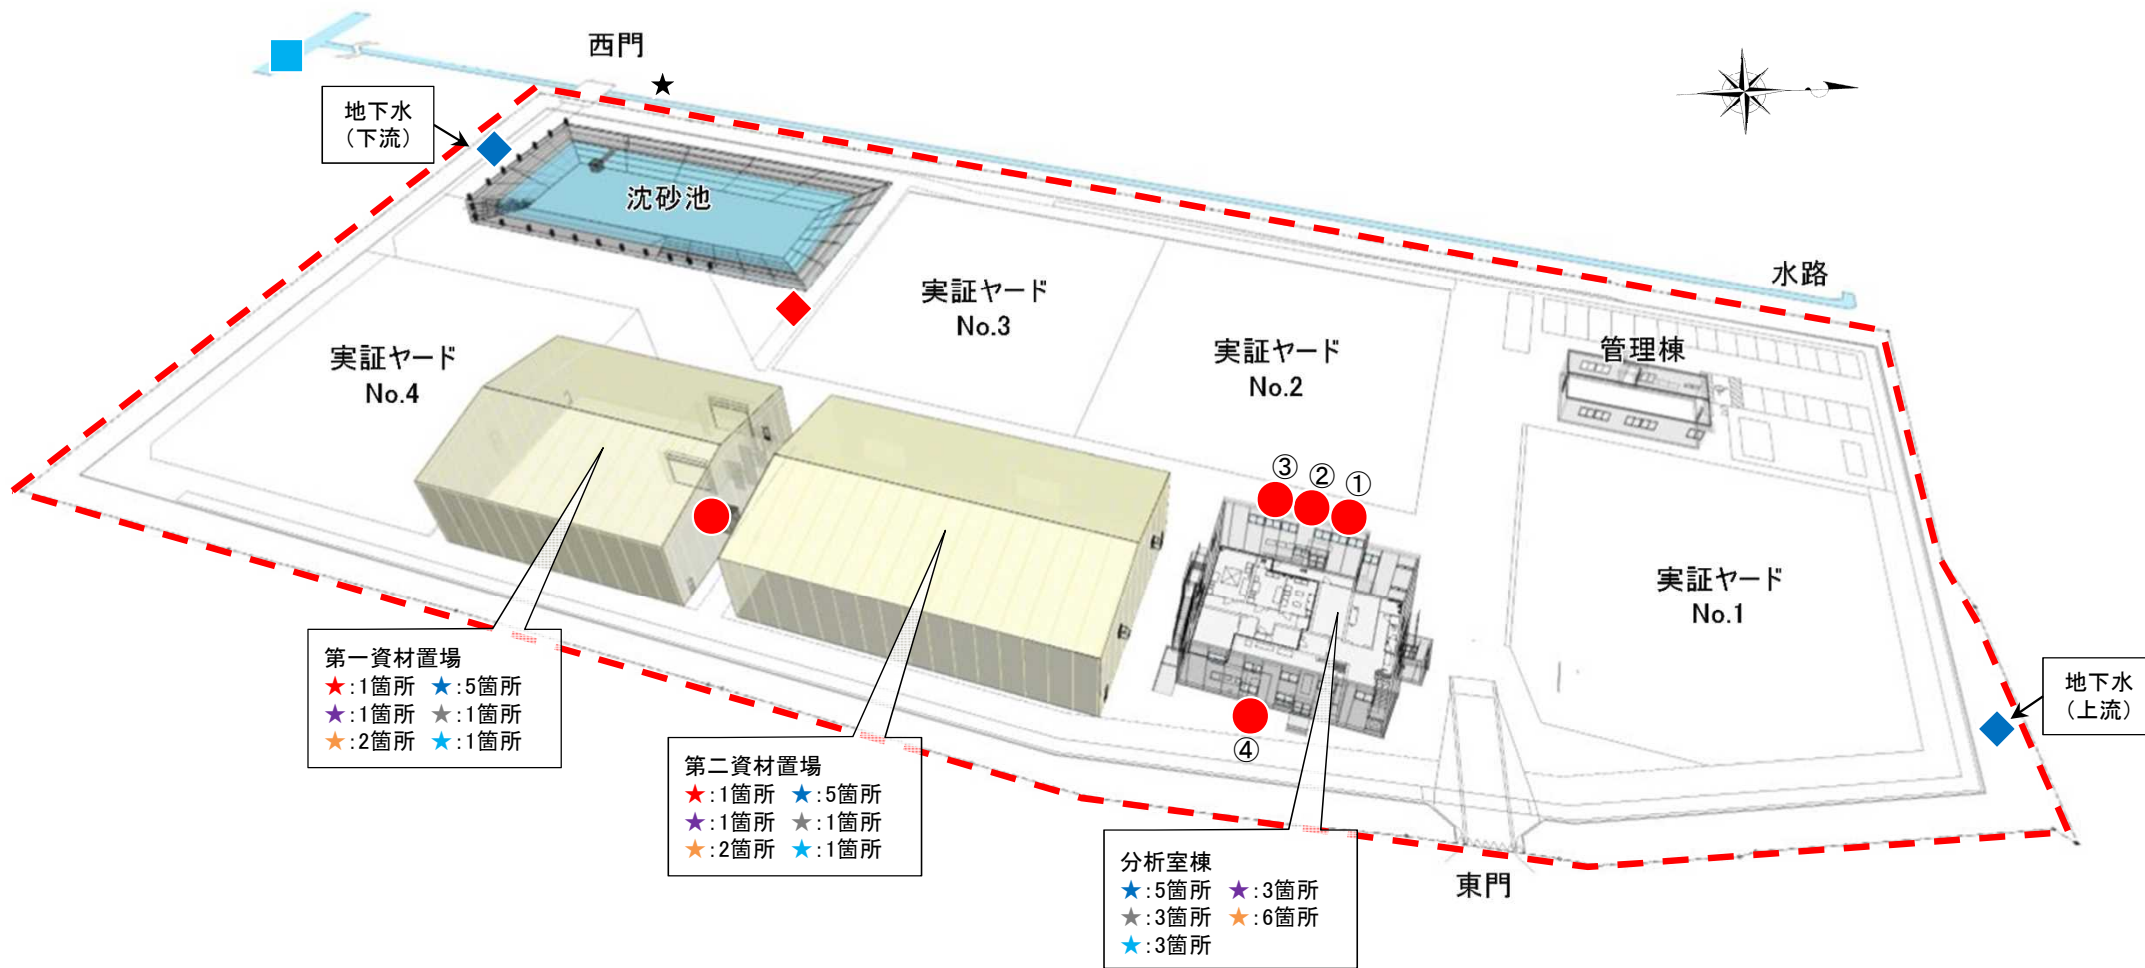 西門
地下水
（下流）
沈砂池
水路
実証ヤード
No.3
実証ヤード
No.4
実証ヤード
No.2
管理棟
③
②
①
実証ヤード
No.1
第一資材置場
★:1箇所 ★:5箇所
★:1箇所 ★:1箇所
★:2箇所 ★:1箇所
地下水
（上流）
④
第二資材置場
★:1箇所 ★:5箇所
★:1箇所 ★:1箇所
★:2箇所 ★:1箇所
分析室棟
★:5箇所 ★:3箇所
★:3箇所 ★:6箇所
★:3箇所
東門